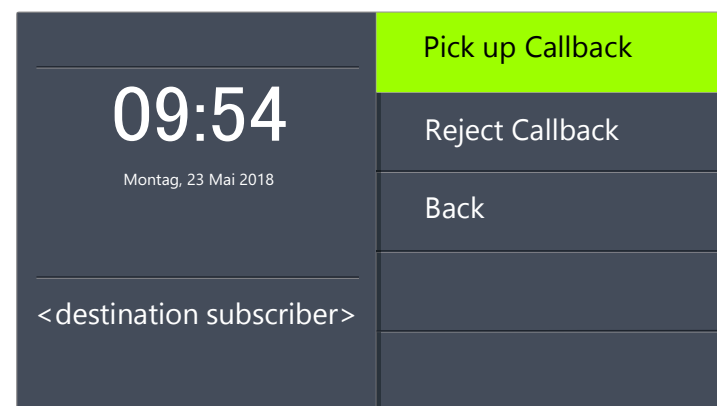 09:54
Montag, 23 Mai 2018
<destination subscriber>
Pick up Callback
Reject Callback
Back